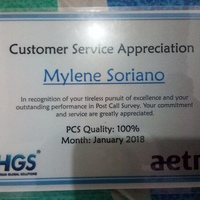 Customer Service Appreciation
Mylene Soriano
In recognition of your tireless pursuit of excellence and your
outstanding performance in Post Call Survey. Your commitment
and service are greatly appreciated.
PCS Quality: 100%
Month: January 2018
HGS
aetn